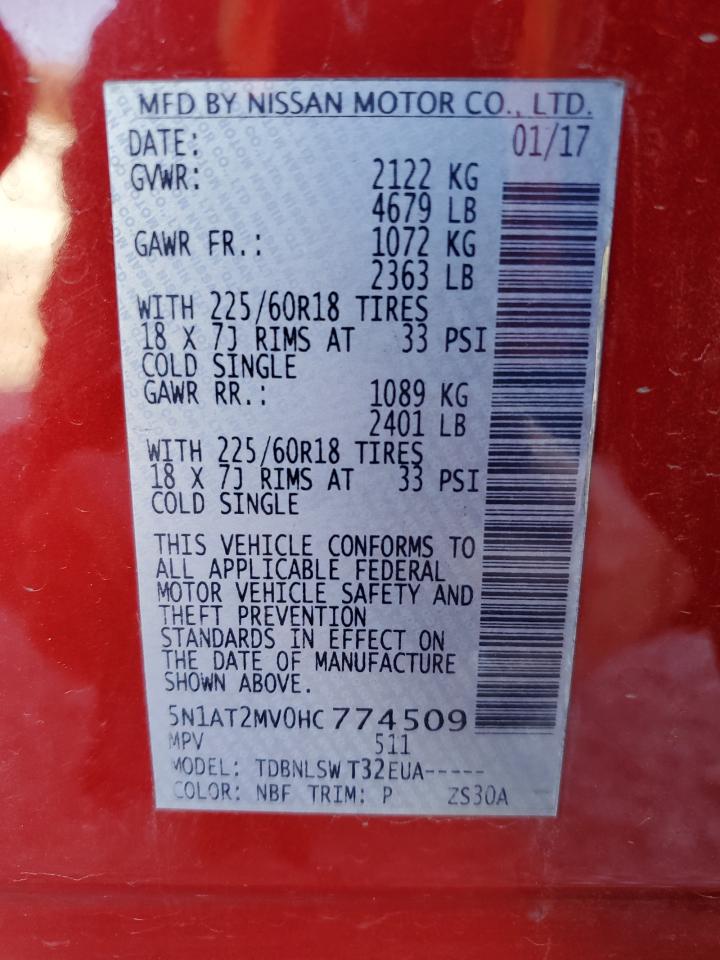 MFD BY NISSAN MOTOR CO., LTD.
DATE: 01/17
GVWR: 2122 KG
4679 LB
GAWR FR.: 1072 KG
2363 LB
WITH 225/60R18 TIRES
18 X 7J RIMS AT 33 PSI
COLD SINGLE
GAWR RR.: 1089 KG
2401 LB
WITH 225/60R18 TIRES
18 X 7J RIMS AT 33 PSI
COLD SINGLE
THIS VEHICLE CONFORMS TO
ALL APPLICABLE FEDERAL
MOTOR VEHICLE SAFETY AND
THEFT PREVENTION
STANDARDS IN EFFECT ON
THE DATE OF MANUFACTURE
SHOWN ABOVE.
5N1AT2MV0HC774509
MPV 511
MODEL: TDBNLSW T32EUA-----
COLOR: NBF TRIM: P ZS30A